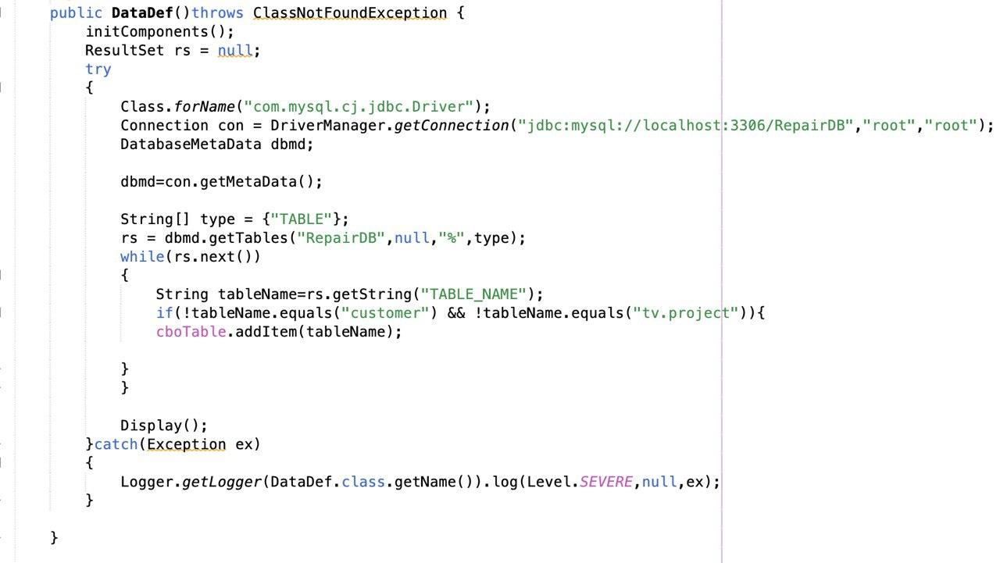 public DataDef()throws ClassNotFoundException {
initComponents();
ResultSet rs = null;
try
{
Class.forName("com.mysql.cj.jdbc.Driver");
Connection con = DriverManager.getConnection("jdbc:mysql://localhost:3306/RepairDB","root","root");
DatabaseMetaData dbmd;
dbmd=con.getMetaData();
String[] type = {"TABLE"};
rs = dbmd.getTables("RepairDB",null,"%",type);
while(rs.next())
{
String tableName=rs.getString("TABLE_NAME");
if(!tableName.equals("customer") && !tableName.equals("tv.project")){
cboTable.addItem(tableName);
}
}
Display();
}catch(Exception ex)
{
Logger.getLogger(DataDef.class.getName()).log(Level.SEVERE,null,ex);
}
}